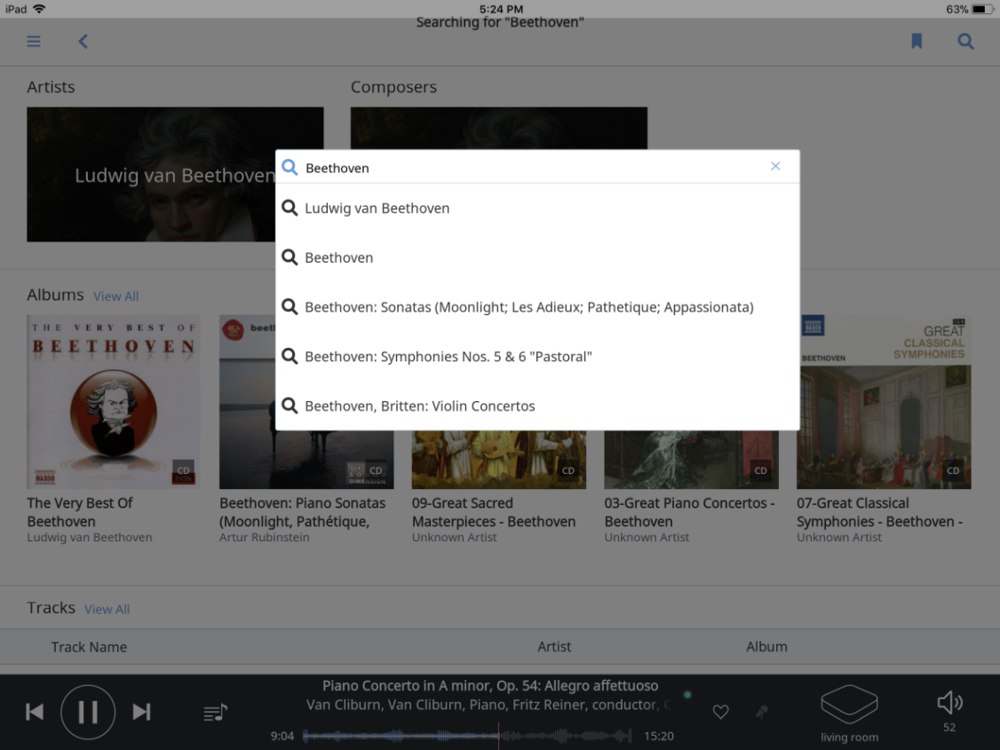 iPad
5:24 PM
63%
Searching for "Beethoven"
Artists
Composers
Ludwig van Beethoven
Beethoven
Ludwig van Beethoven
Beethoven
Beethoven: Sonatas (Moonlight; Les Adieux; Pathetique; Appassionata)
Beethoven: Symphonies Nos. 5 & 6 "Pastoral"
Beethoven, Britten: Violin Concertos
Albums View All
THE VERY BEST OF
BEETHOVEN
NAXOS
CD
beet
CD
DIMENSION
CD
CD
NAXOS
BEETHOVEN
GREAT
CLASSICAL
SYMPHONIES
CD
The Very Best Of
Beethoven
Ludwig van Beethoven
Beethoven: Piano Sonatas
(Moonlight, Pathétique,
Artur Rubinstein
09-Great Sacred
Masterpieces - Beethoven
Unknown Artist
03-Great Piano Concertos -
Beethoven
Unknown Artist
07-Great Classical
Symphonies - Beethoven -
Unknown Artist
Tracks View All
Track Name Artist Album
Piano Concerto in A minor, Op. 54: Allegro affettuoso
Van Cliburn, Van Cliburn, Piano, Fritz Reiner, conductor, C
9:04
15:20
living room
52